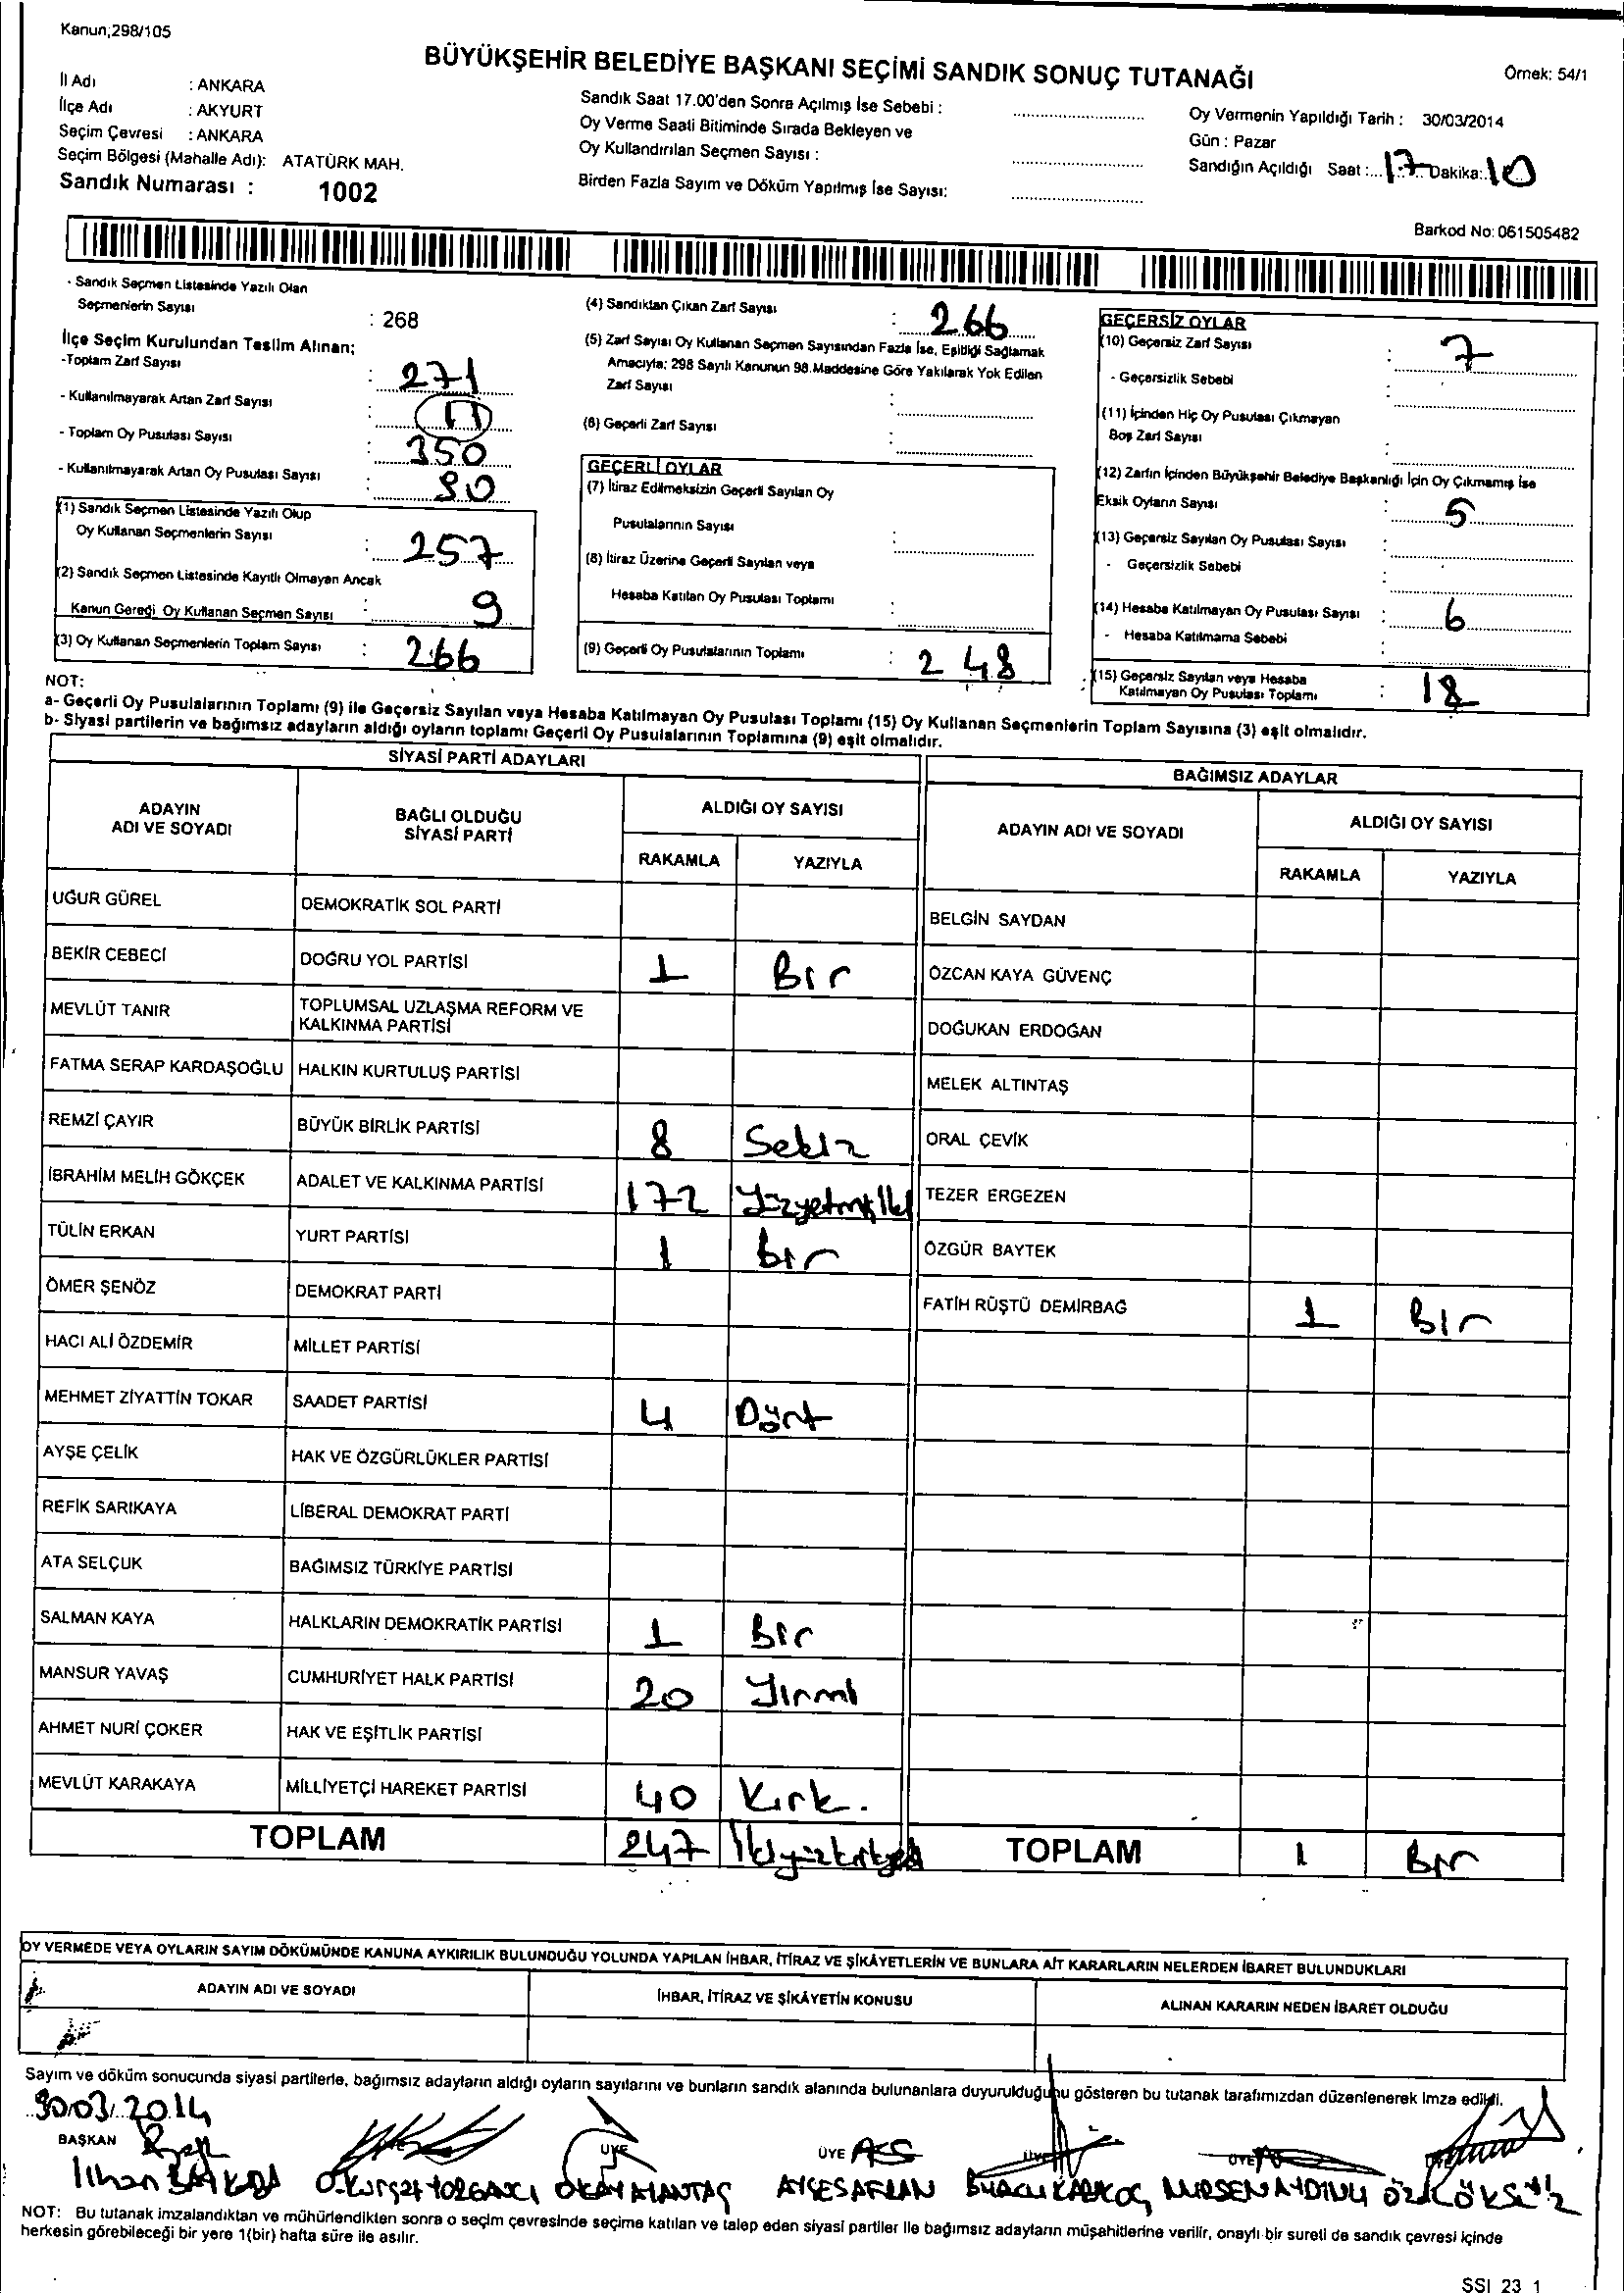 Kanun;298/105
BÜYÜKŞEHİR BELEDİYE BAŞKANI SEÇİMİ SANDIK SONUÇ TUTANAĞI
Örnek: 54/1
İl Adı : ANKARA
İlçe Adı : AKYURT
Seçim Çevresi : ANKARA
Seçim Bölgesi (Mahalle Adı): ATATÜRK MAH.
Sandık Numarası : 1002
Sandık Saat 17.00'den Sonra Açılmış İse Sebebi :
Oy Verme Saati Bitiminde Sırada Bekleyen ve
Oy Kullandırılan Seçmen Sayısı :
Birden Fazla Sayım ve Döküm Yapılmış İse Sayısı:
Oy Vermenin Yapıldığı Tarih : 30/03/2014
Gün : Pazar
Sandığın Açıldığı Saat :...17...Dakika:.10
Barkod No: 061505482
- Sandık Seçmen Listesinde Yazılı Olan
Seçmenlerin Sayısı : 268
İlçe Seçim Kurulundan Teslim Alınan;
-Toplam Zarf Sayısı : 271
- Kullanılmayarak Artan Zarf Sayısı : 11
- Toplam Oy Pusulası Sayısı : 350
- Kullanılmayarak Artan Oy Pusulası Sayısı : 90
(1) Sandık Seçmen Listesinde Yazılı Olup
Oy Kullanan Seçmenlerin Sayısı : 257
(2) Sandık Seçmen Listesinde Kayıtlı Olmayan Ancak
Kanun Gereği Oy Kullanan Seçmen Sayısı : 9
(3) Oy Kullanan Seçmenlerin Toplam Sayısı : 266
(4) Sandıktan Çıkan Zarf Sayısı : 266
(5) Zarf Sayısı Oy Kullanan Seçmen Sayısından Fazla İse, Eşitliği Sağlamak
Amacıyla: 298 Sayılı Kanunun 98.Maddesine Göre Yakılarak Yok Edilen
Zarf Sayısı :
(6) Geçerli Zarf Sayısı :
GEÇERLİ OYLAR
(7) İtiraz Edilmeksizin Geçerli Sayılan Oy
Pusulalarının Sayısı :
(8) İtiraz Üzerine Geçerli Sayılan veya
Hesaba Katılan Oy Pusulası Toplamı :
(9) Geçerli Oy Pusulalarının Toplamı : 248
GEÇERSİZ OYLAR
(10) Geçersiz Zarf Sayısı : 7
- Geçersizlik Sebebi :
(11) İçinden Hiç Oy Pusulası Çıkmayan
Boş Zarf Sayısı :
(12) Zarfın İçinden Büyükşehir Belediye Başkanlığı İçin Oy Çıkmamış İse
Eksik Oyların Sayısı : 5
(13) Geçersiz Sayılan Oy Pusulası Sayısı :
- Geçersizlik Sebebi :
(14) Hesaba Katılmayan Oy Pusulası Sayısı : 6
- Hesaba Katılmama Sebebi :
(15) Geçersiz Sayılan veya Hesaba
Katılmayan Oy Pusulası Toplamı : 18
NOT:
a- Geçerli Oy Pusulalarının Toplamı (9) ile Geçersiz Sayılan veya Hesaba Katılmayan Oy Pusulası Toplamı (15) Oy Kullanan Seçmenlerin Toplam Sayısına (3) eşit olmalıdır.
b- Siyasi partilerin ve bağımsız adayların aldığı oyların toplamı Geçerli Oy Pusulalarının Toplamına (9) eşit olmalıdır.
SİYASİ PARTİ ADAYLARI
BAĞIMSIZ ADAYLAR
ADAYIN ADI VE SOYADI
BAĞLI OLDUĞU SİYASİ PARTİ
ALDIĞI OY SAYISI
RAKAMLA YAZIYLA
ADAYIN ADI VE SOYADI
ALDIĞI OY SAYISI
RAKAMLA YAZIYLA
UĞUR GÜREL DEMOKRATİK SOL PARTİ
BELGİN SAYDAN
BEKİR CEBECİ DOĞRU YOL PARTİSİ 1 Bir
ÖZCAN KAYA GÜVENÇ
MEVLÜT TANIR TOPLUMSAL UZLAŞMA REFORM VE KALKINMA PARTİSİ
DOĞUKAN ERDOĞAN
FATMA SERAP KARDAŞOĞLU HALKIN KURTULUŞ PARTİSİ
MELEK ALTINTAŞ
REMZİ ÇAYIR BÜYÜK BİRLİK PARTİSİ 8 Sekiz
ORAL ÇEVİK
İBRAHİM MELİH GÖKÇEK ADALET VE KALKINMA PARTİSİ 172 Yüzyetmişiki
TEZER ERGEZEN
TÜLİN ERKAN YURT PARTİSİ 1 bir
ÖZGÜR BAYTEK
ÖMER ŞENÖZ DEMOKRAT PARTİ
FATİH RÜŞTÜ DEMİRBAĞ 1 Bir
HACI ALİ ÖZDEMİR MİLLET PARTİSİ
MEHMET ZİYATTİN TOKAR SAADET PARTİSİ 4 Dört
AYŞE ÇELİK HAK VE ÖZGÜRLÜKLER PARTİSİ
REFİK SARIKAYA LİBERAL DEMOKRAT PARTİ
ATA SELÇUK BAĞIMSIZ TÜRKİYE PARTİSİ
SALMAN KAYA HALKLARIN DEMOKRATİK PARTİSİ 1 Bir
MANSUR YAVAŞ CUMHURİYET HALK PARTİSİ 20 Yirmi
AHMET NURİ ÇOKER HAK VE EŞİTLİK PARTİSİ
MEVLÜT KARAKAYA MİLLİYETÇİ HAREKET PARTİSİ 40 Kırk.
TOPLAM 247 İkiyüzkırkyedi TOPLAM 1 Bir
OY VERMEDE VEYA OYLARIN SAYIM DÖKÜMÜNDE KANUNA AYKIRILIK BULUNDUĞU YOLUNDA YAPILAN İHBAR, İTİRAZ VE ŞİKÂYETLERİN VE BUNLARA AİT KARARLARIN NELERDEN İBARET BULUNDUKLARI
ADAYIN ADI VE SOYADI İHBAR, İTİRAZ VE ŞİKÂYETİN KONUSU ALINAN KARARIN NEDEN İBARET OLDUĞU
Sayım ve döküm sonucunda siyasi partilerle, bağımsız adayların aldığı oyların sayılarını ve bunların sandık alanında bulunanlara duyurulduğunu gösteren bu tutanak tarafımızdan düzenlenerek imza edildi.
30/03/2014
BAŞKAN ÜYE ÜYE ÜYE ÜYE
İlhan O.Kürşat YORGANCI OKAY ALANTAŞ AYŞE SAFLAN BURCU KARAKOÇ NURSEN AYDINLI
NOT: Bu tutanak imzalandıktan ve mühürlendikten sonra o seçim çevresinde seçime katılan ve talep eden siyasi partiler ile bağımsız adayların müşahitlerine verilir, onaylı bir sureti de sandık çevresi içinde
herkesin görebileceği bir yere 1(bir) hafta süre ile asılır.
SSI_23_1